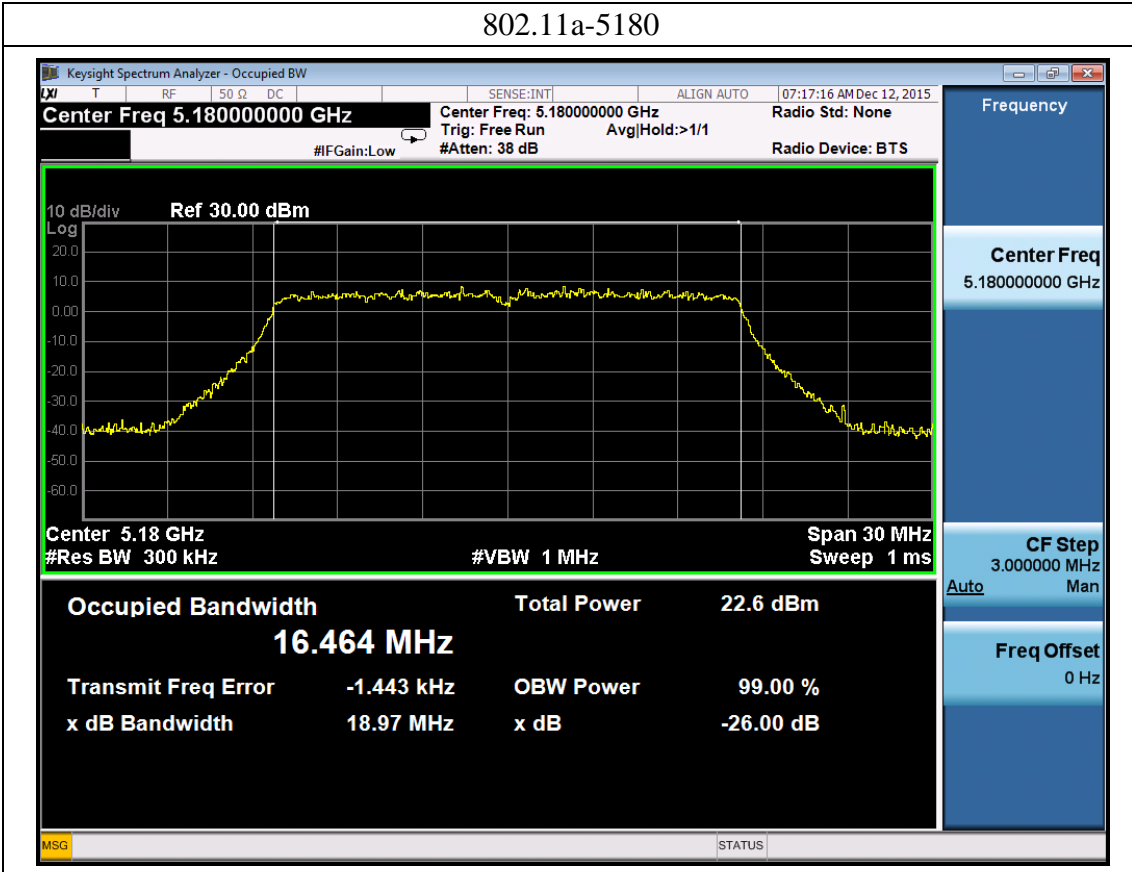 802.11a-5180
Keysight Spectrum Analyzer - Occupied BW
LXI T RF 50 Ω DC SENSE:INT ALIGN AUTO 07:17:16 AM Dec 12, 2015
Center Freq 5.180000000 GHz
Center Freq: 5.180000000 GHz Radio Std: None
Trig: Free Run Avg|Hold:>1/1
#IFGain:Low #Atten: 38 dB Radio Device: BTS
10 dB/div Ref 30.00 dBm
Log
20.0
10.0
0.00
-10.0
-20.0
-30.0
-40.0
-50.0
-60.0
Center 5.18 GHz Span 30 MHz
#Res BW 300 kHz #VBW 1 MHz Sweep 1 ms
Occupied Bandwidth Total Power 22.6 dBm
16.464 MHz
Transmit Freq Error -1.443 kHz OBW Power 99.00 %
x dB Bandwidth 18.97 MHz x dB -26.00 dB
Frequency
Center Freq
5.180000000 GHz
CF Step
3.000000 MHz
Auto Man
Freq Offset
0 Hz
MSG STATUS